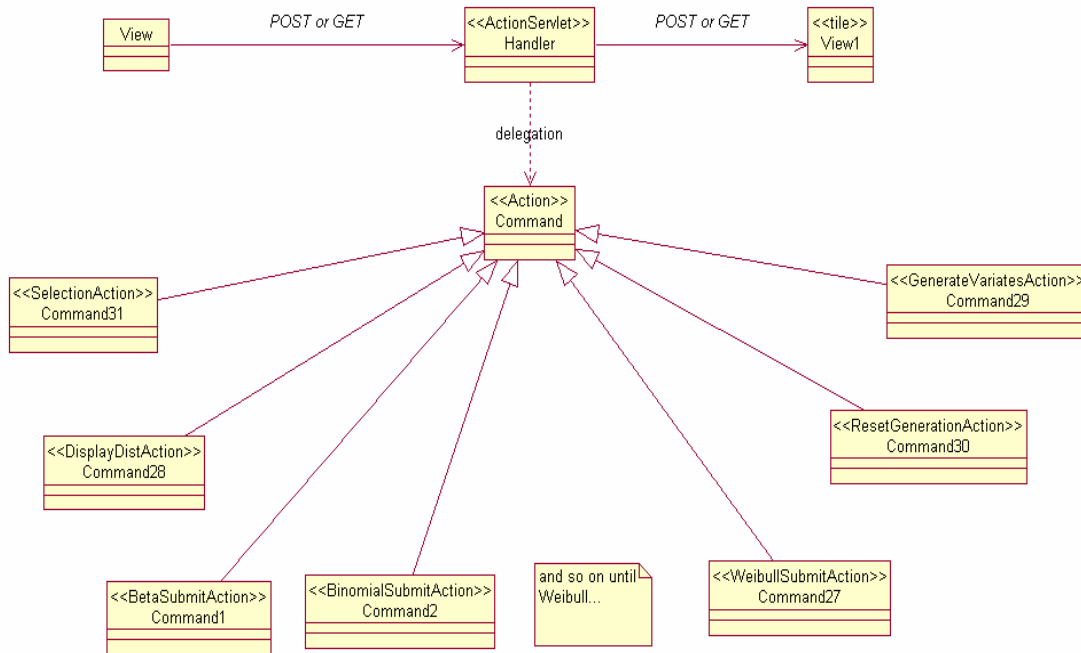 View
POST or GET
<<ActionServlet>>
Handler
POST or GET
<<tile>>
View1
delegation
<<Action>>
Command
<<SelectionAction>>
Command31
<<GenerateVariatesAction>>
Command29
<<DisplayDistAction>>
Command28
<<ResetGenerationAction>>
Command30
<<BetaSubmitAction>>
Command1
<<BinomialSubmitAction>>
Command2
and so on until
Weibull...
<<WeibullSubmitAction>>
Command27